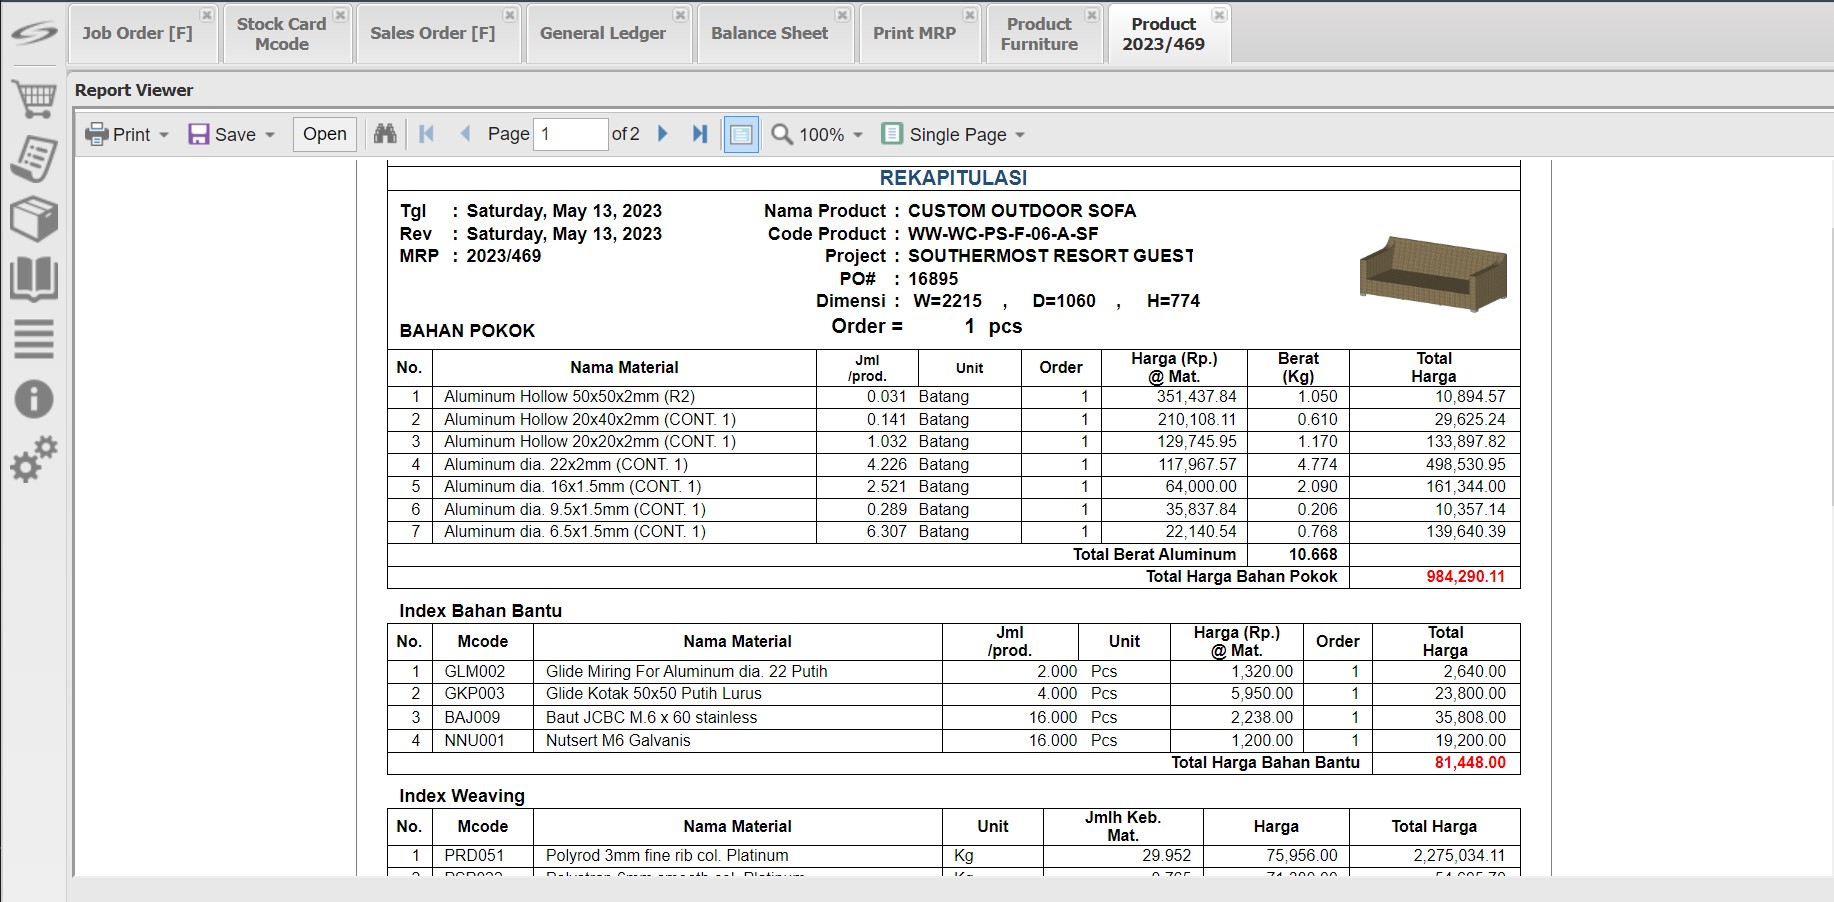 Job Order [F]
Stock Card Mcode
Sales Order [F]
General Ledger
Balance Sheet
Print MRP
Product Furniture
Product 2023/469
Report Viewer
Print Save Open Page 1 of 2 100% Single Page
REKAPITULASI
Tgl : Saturday, May 13, 2023 Nama Product : CUSTOM OUTDOOR SOFA
Rev : Saturday, May 13, 2023 Code Product : WW-WC-PS-F-06-A-SF
MRP : 2023/469 Project : SOUTHERMOST RESORT GUEST
PO# : 16895
Dimensi : W=2215 , D=1060 , H=774
BAHAN POKOK Order = 1 pcs
No. Nama Material Jml /prod. Unit Order Harga (Rp.) @ Mat. Berat (Kg) Total Harga
1 Aluminum Hollow 50x50x2mm (R2) 0.031 Batang 1 351,437.84 1.050 10,894.57
2 Aluminum Hollow 20x40x2mm (CONT. 1) 0.141 Batang 1 210,108.11 0.610 29,625.24
3 Aluminum Hollow 20x20x2mm (CONT. 1) 1.032 Batang 1 129,745.95 1.170 133,897.82
4 Aluminum dia. 22x2mm (CONT. 1) 4.226 Batang 1 117,967.57 4.774 498,530.95
5 Aluminum dia. 16x1.5mm (CONT. 1) 2.521 Batang 1 64,000.00 2.090 161,344.00
6 Aluminum dia. 9.5x1.5mm (CONT. 1) 0.289 Batang 1 35,837.84 0.206 10,357.14
7 Aluminum dia. 6.5x1.5mm (CONT. 1) 6.307 Batang 1 22,140.54 0.768 139,640.39
Total Berat Aluminum 10.668
Total Harga Bahan Pokok 984,290.11
Index Bahan Bantu
No. Mcode Nama Material Jml /prod. Unit Harga (Rp.) @ Mat. Order Total Harga
1 GLM002 Glide Miring For Aluminum dia. 22 Putih 2.000 Pcs 1,320.00 1 2,640.00
2 GKP003 Glide Kotak 50x50 Putih Lurus 4.000 Pcs 5,950.00 1 23,800.00
3 BAJ009 Baut JCBC M.6 x 60 stainless 16.000 Pcs 2,238.00 1 35,808.00
4 NNU001 Nutsert M6 Galvanis 16.000 Pcs 1,200.00 1 19,200.00
Total Harga Bahan Bantu 81,448.00
Index Weaving
No. Mcode Nama Material Unit Jmlh Keb. Mat. Harga Total Harga
1 PRD051 Polyrod 3mm fine rib col. Platinum Kg 29.952 75,956.00 2,275,034.11